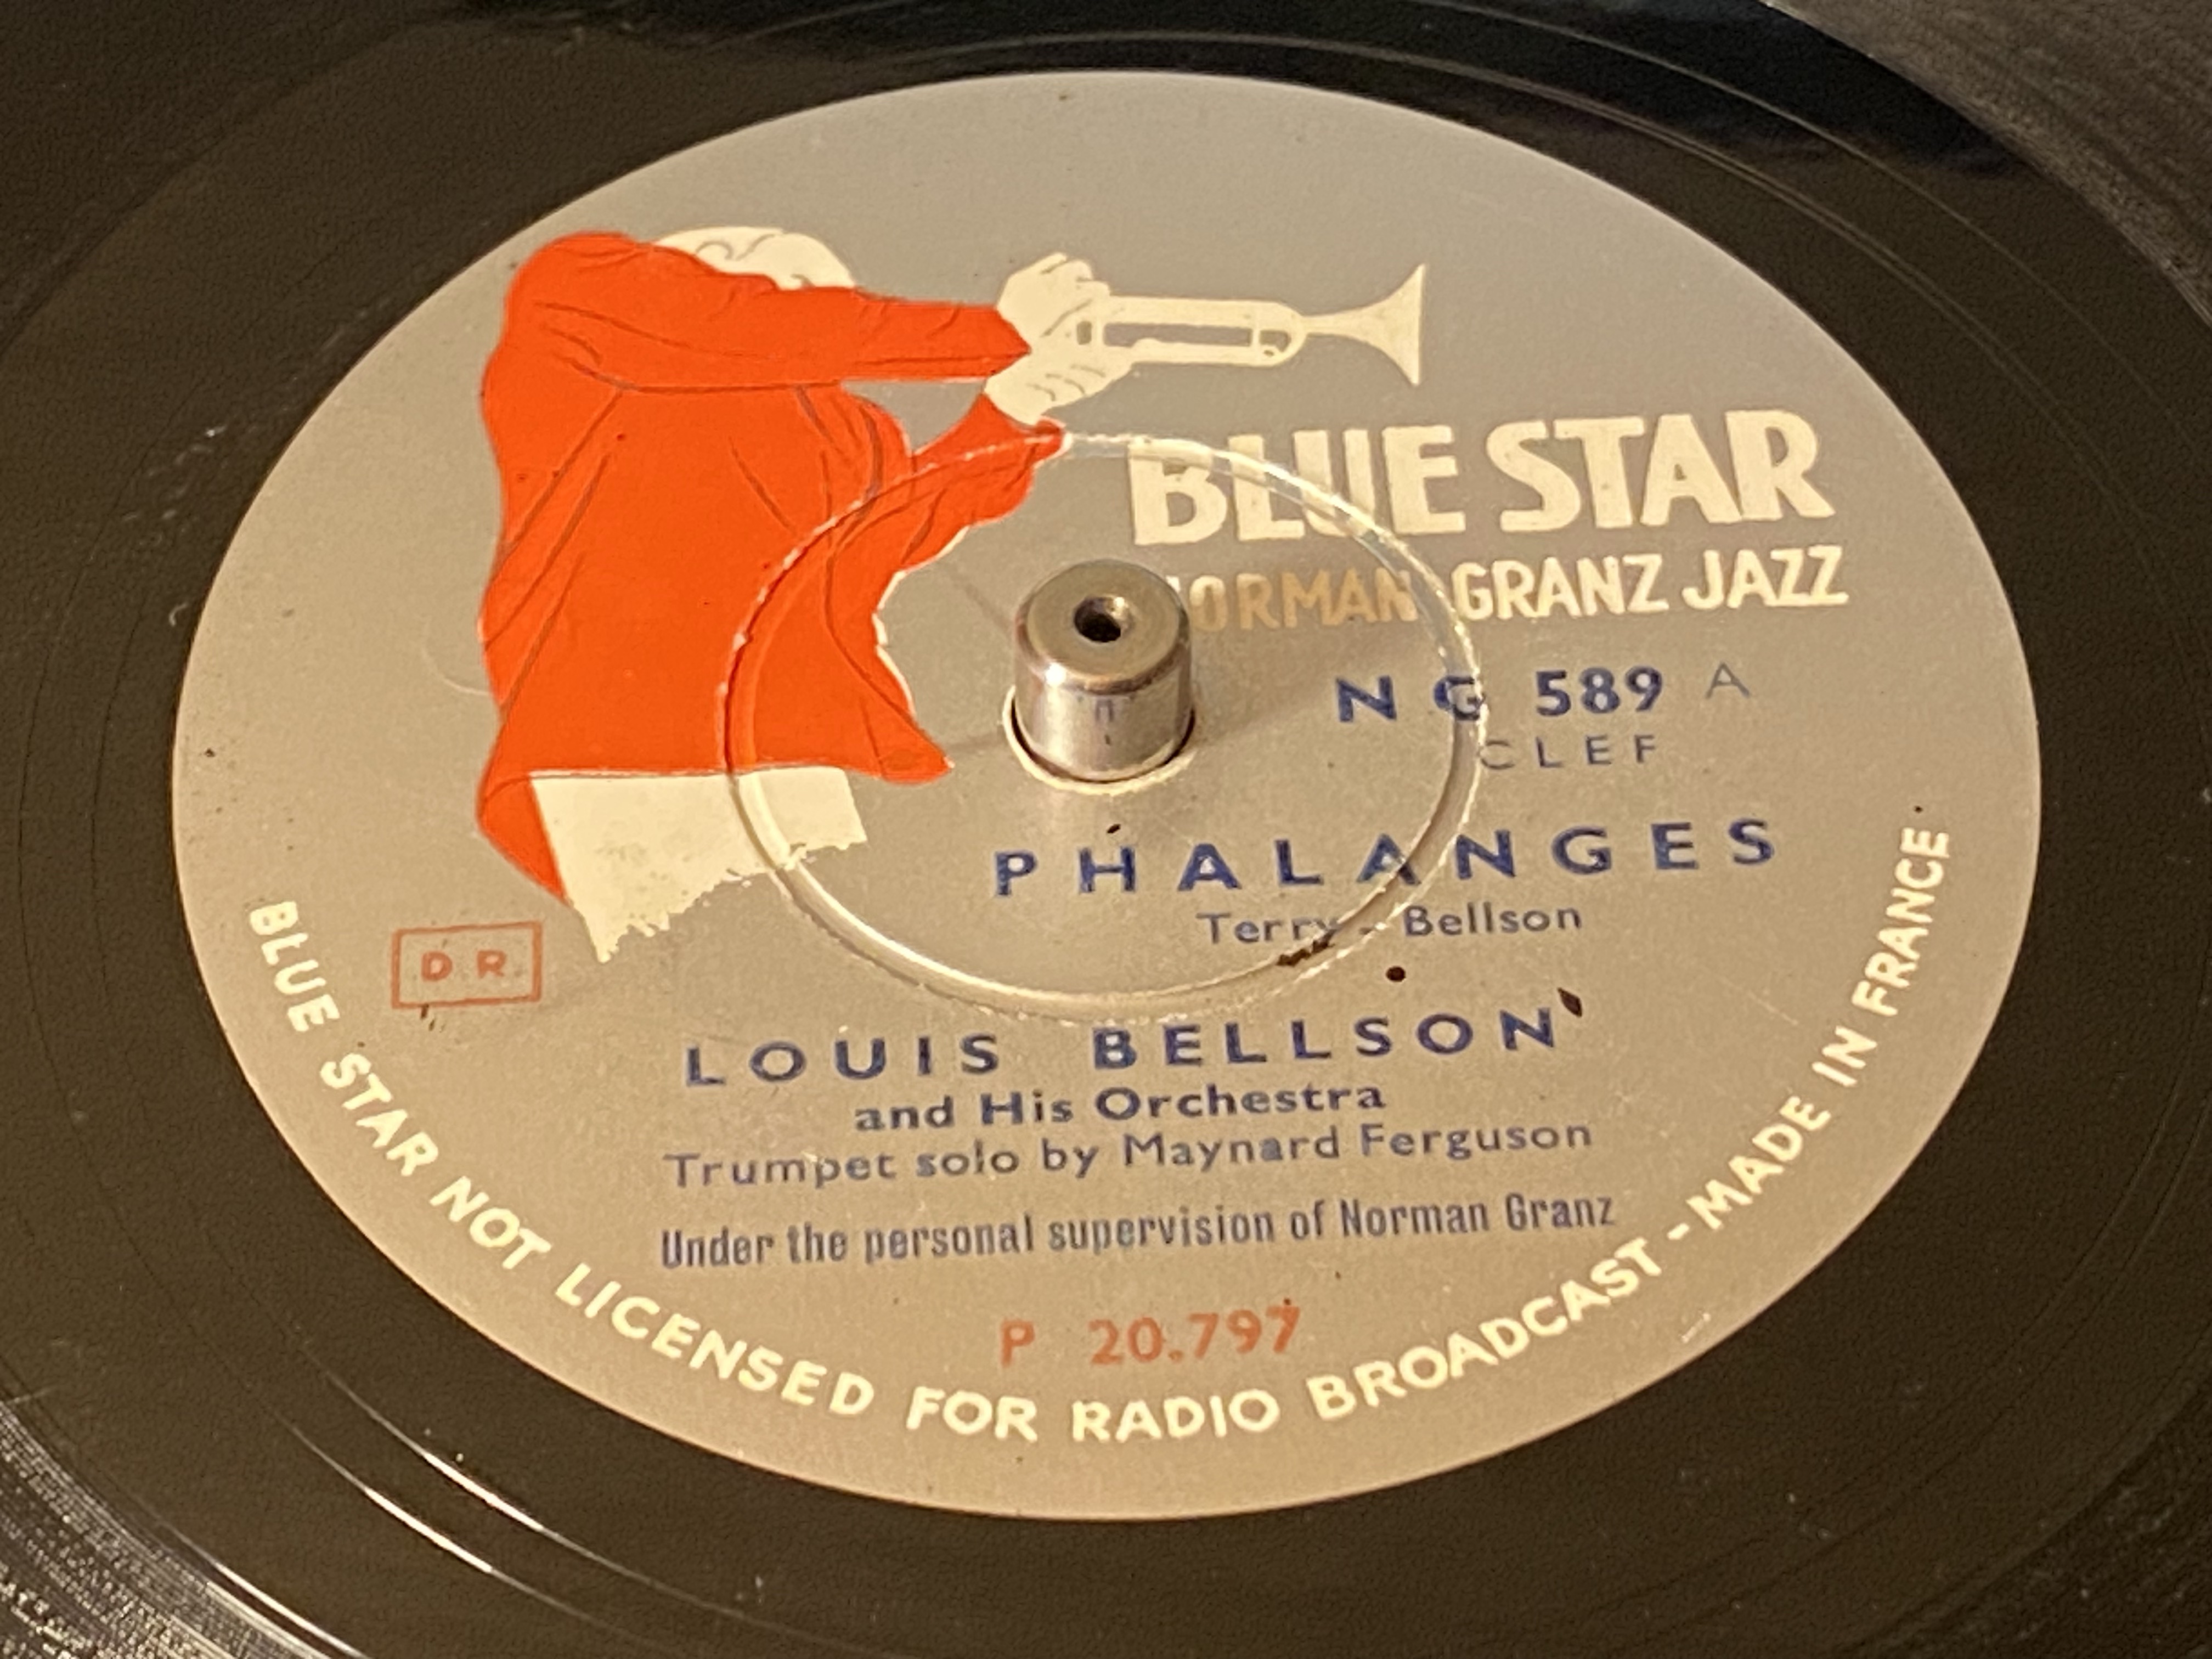 BLUE STAR
NORMAN GRANZ JAZZ
N G 589 A
CLEF
PHALANGES
Terry - Bellson
D R
LOUIS BELLSON
and His Orchestra
Trumpet solo by Maynard Ferguson
Under the personal supervision of Norman Granz
P 20.797
BLUE STAR NOT LICENSED FOR RADIO BROADCAST - MADE IN FRANCE